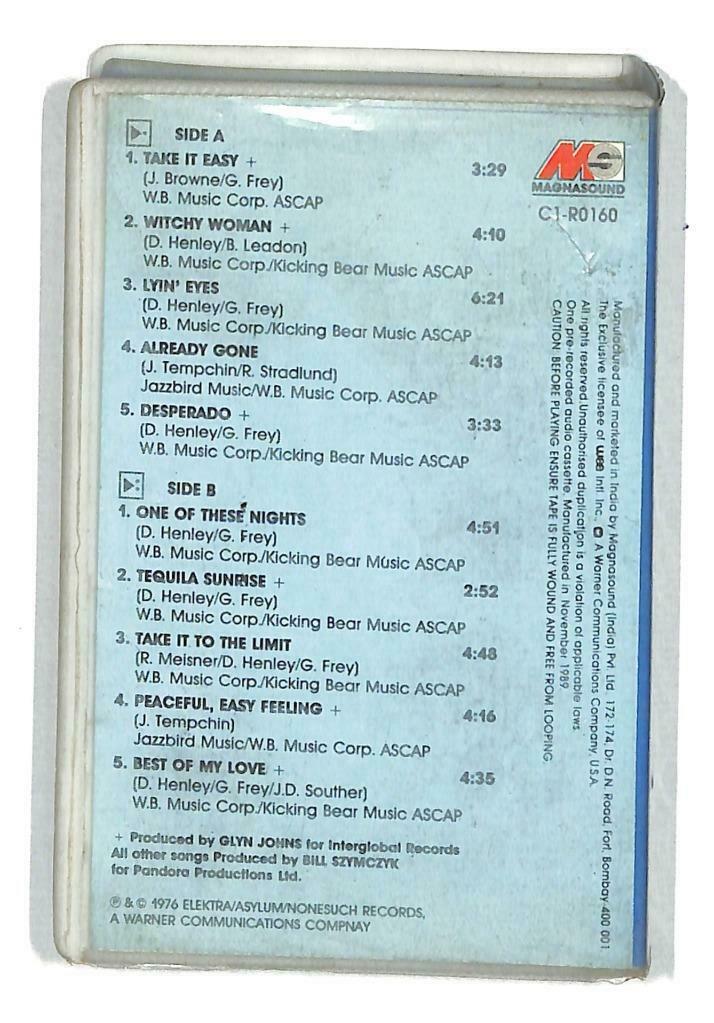 SIDE A
1. TAKE IT EASY + 3:29
(J. Browne/G. Frey)
W.B. Music Corp. ASCAP
2. WITCHY WOMAN + 4:10
(D. Henley/B. Leadon)
W.B. Music Corp./Kicking Bear Music ASCAP
3. LYIN' EYES 6:21
(D. Henley/G. Frey)
W.B. Music Corp./Kicking Bear Music ASCAP
4. ALREADY GONE 4:13
(J. Tempchin/R. Stradlund)
Jazzbird Music/W.B. Music Corp. ASCAP
5. DESPERADO + 3:33
(D. Henley/G. Frey)
W.B. Music Corp./Kicking Bear Music ASCAP
SIDE B
1. ONE OF THESE NIGHTS 4:51
(D. Henley/G. Frey)
W.B. Music Corp./Kicking Bear Music ASCAP
2. TEQUILA SUNRISE + 2:52
(D. Henley/G. Frey)
W.B. Music Corp./Kicking Bear Music ASCAP
3. TAKE IT TO THE LIMIT 4:48
(R. Meisner/D. Henley/G. Frey)
W.B. Music Corp./Kicking Bear Music ASCAP
4. PEACEFUL, EASY FEELING + 4:16
(J. Tempchin)
Jazzbird Music/W.B. Music Corp. ASCAP
5. BEST OF MY LOVE + 4:35
(D. Henley/G. Frey/J.D. Souther)
W.B. Music Corp./Kicking Bear Music ASCAP
+ Produced by GLYN JOHNS for Interglobal Records
All other songs Produced by BILL SZYMCZYK
for Pandora Productions Ltd.
℗ & © 1976 ELEKTRA/ASYLUM/NONESUCH RECORDS,
A WARNER COMMUNICATIONS COMPNAY
MS
MAGNASOUND
C1-R0160
Manufactured and marketed in India by Magnasound (India) Pvt. Ltd. 172-174, Dr. D.N. Road, Fort, Bombay-400 001
The Exclusive licensee of wea Intl. Inc., A Warner Communications Company, U.S.A.
All rights reserved. Unauthorised duplication is a violation of applicable laws.
One pre-recorded audio cassette. Manufactured in November 1989
CAUTION: BEFORE PLAYING ENSURE TAPE IS FULLY WOUND AND FREE FROM LOOPING.